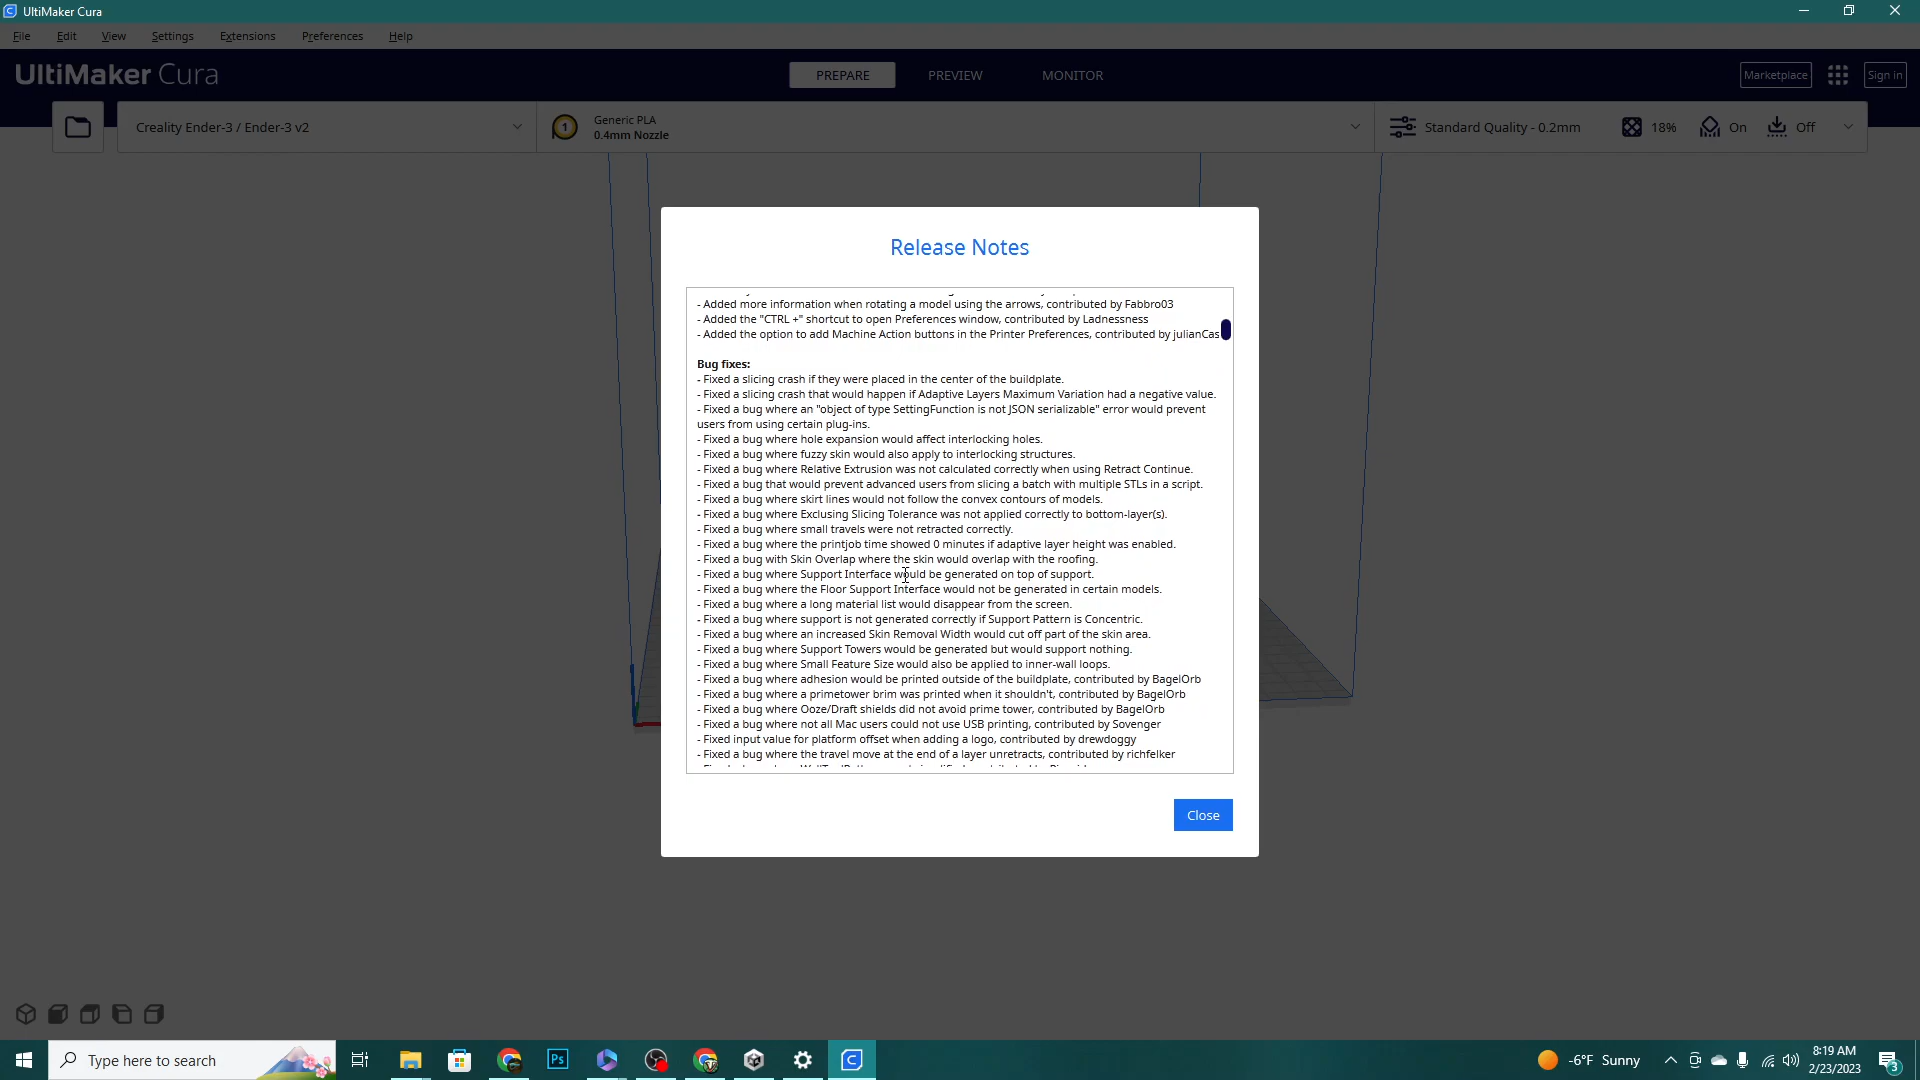 UltiMaker Cura
File Edit View Settings Extensions Preferences Help
UltiMaker Cura PREPARE PREVIEW MONITOR Marketplace Sign in
Creality Ender-3 / Ender-3 v2
1 Generic PLA
0.4mm Nozzle
Standard Quality - 0.2mm 18% On Off
Release Notes
- Added more information when rotating a model using the arrows, contributed by Fabbro03
- Added the "CTRL +" shortcut to open Preferences window, contributed by Ladnessness
- Added the option to add Machine Action buttons in the Printer Preferences, contributed by julianCas
Bug fixes:
- Fixed a slicing crash if they were placed in the center of the buildplate.
- Fixed a slicing crash that would happen if Adaptive Layers Maximum Variation had a negative value.
- Fixed a bug where an "object of type SettingFunction is not JSON serializable" error would prevent
users from using certain plug-ins.
- Fixed a bug where hole expansion would affect interlocking holes.
- Fixed a bug where fuzzy skin would also apply to interlocking structures.
- Fixed a bug where Relative Extrusion was not calculated correctly when using Retract Continue.
- Fixed a bug that would prevent advanced users from slicing a batch with multiple STLs in a script.
- Fixed a bug where skirt lines would not follow the convex contours of models.
- Fixed a bug where Exclusing Slicing Tolerance was not applied correctly to bottom-layer(s).
- Fixed a bug where small travels were not retracted correctly.
- Fixed a bug where the printjob time showed 0 minutes if adaptive layer height was enabled.
- Fixed a bug with Skin Overlap where the skin would overlap with the roofing.
- Fixed a bug where Support Interface would be generated on top of support.
- Fixed a bug where the Floor Support Interface would not be generated in certain models.
- Fixed a bug where a long material list would disappear from the screen.
- Fixed a bug where support is not generated correctly if Support Pattern is Concentric.
- Fixed a bug where an increased Skin Removal Width would cut off part of the skin area.
- Fixed a bug where Support Towers would be generated but would support nothing.
- Fixed a bug where Small Feature Size would also be applied to inner-wall loops.
- Fixed a bug where adhesion would be printed outside of the buildplate, contributed by BagelOrb
- Fixed a bug where a primetower brim was printed when it shouldn't, contributed by BagelOrb
- Fixed a bug where Ooze/Draft shields did not avoid prime tower, contributed by BagelOrb
- Fixed a bug where not all Mac users could not use USB printing, contributed by Sovenger
- Fixed input value for platform offset when adding a logo, contributed by drewdoggy
- Fixed a bug where the travel move at the end of a layer unretracts, contributed by richfelker
Close
Type here to search
Ps
-6°F Sunny
8:19 AM
2/23/2023
3